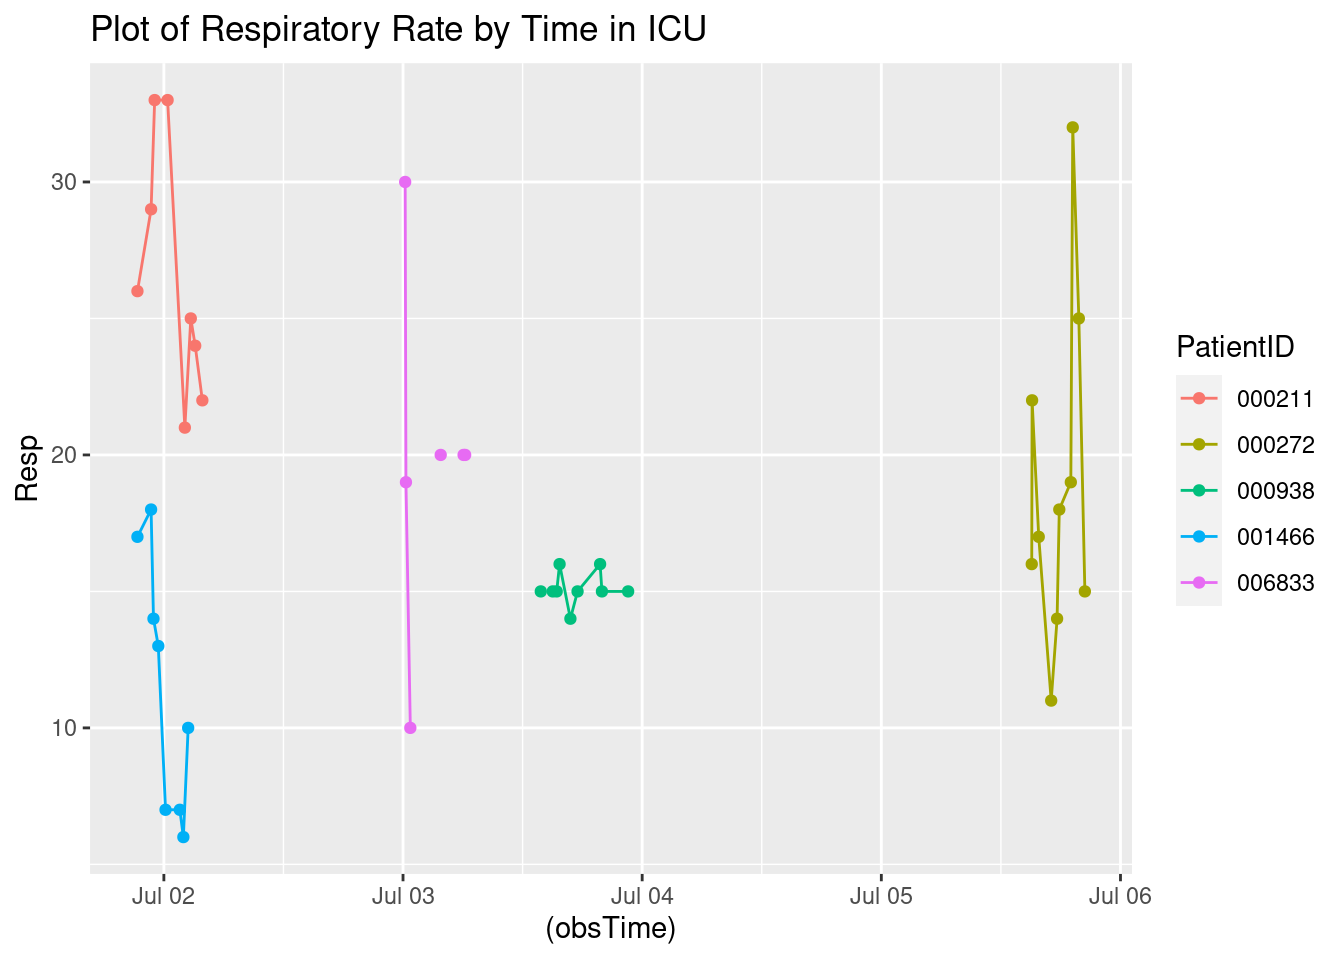 Plot of Respiratory Rate by Time in ICU
Resp
30
20
10
Jul 02
Jul 03
Jul 04
Jul 05
Jul 06
(obsTime)
PatientID
000211
000272
000938
001466
006833